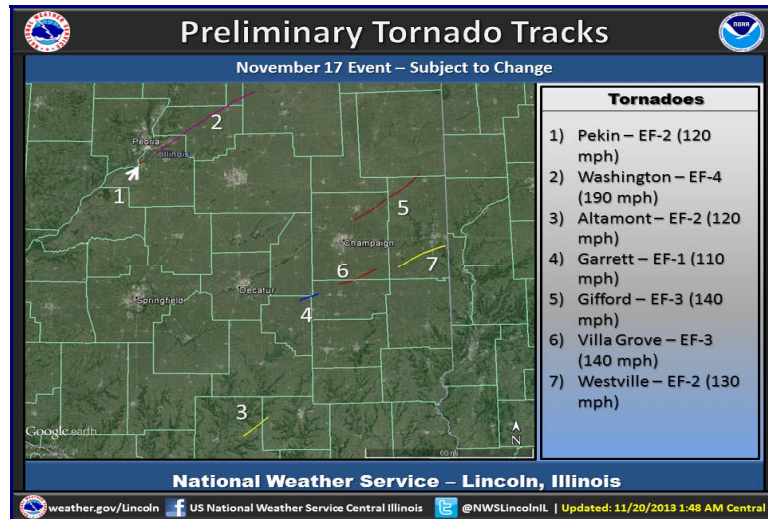 Preliminary Tornado Tracks
NOAA
November 17 Event – Subject to Change
2
Peoria
Illinois
1
5
Champaign
7
6
Decatur
Springfield
4
3
Google earth
60 mi
N
Tornadoes
1) Pekin – EF-2 (120
mph)
2) Washington – EF-4
(190 mph)
3) Altamont – EF-2 (120
mph)
4) Garrett – EF-1 (110
mph)
5) Gifford – EF-3 (140
mph)
6) Villa Grove – EF-3
(140 mph)
7) Westville – EF-2 (130
mph)
National Weather Service – Lincoln, Illinois
weather.gov/Lincoln
US National Weather Service Central Illinois
@NWSLincolnIL | Updated: 11/20/2013 1:48 AM Central